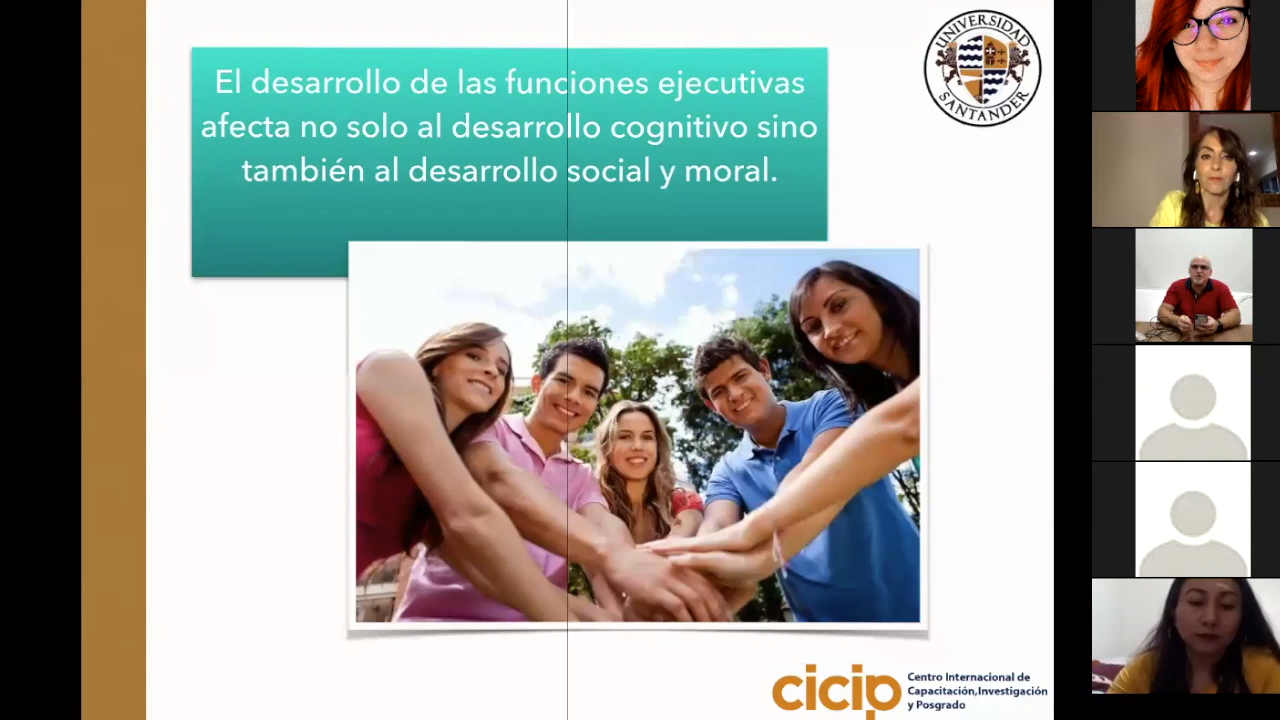 El desarrollo de las funciones ejecutivas
afecta no solo al desarrollo cognitivo sino
también al desarrollo social y moral.
UNIVERSIDAD
SANTANDER
cicip
Centro Internacional de
Capacitación,Investigación
y Posgrado